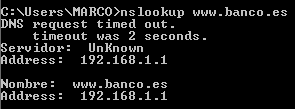 C:\Users\MARCO>nslookup www.banco.es
DNS request timed out.
    timeout was 2 seconds.
Servidor:  UnKnown
Address:  192.168.1.1

Nombre:  www.banco.es
Address:  192.168.1.1